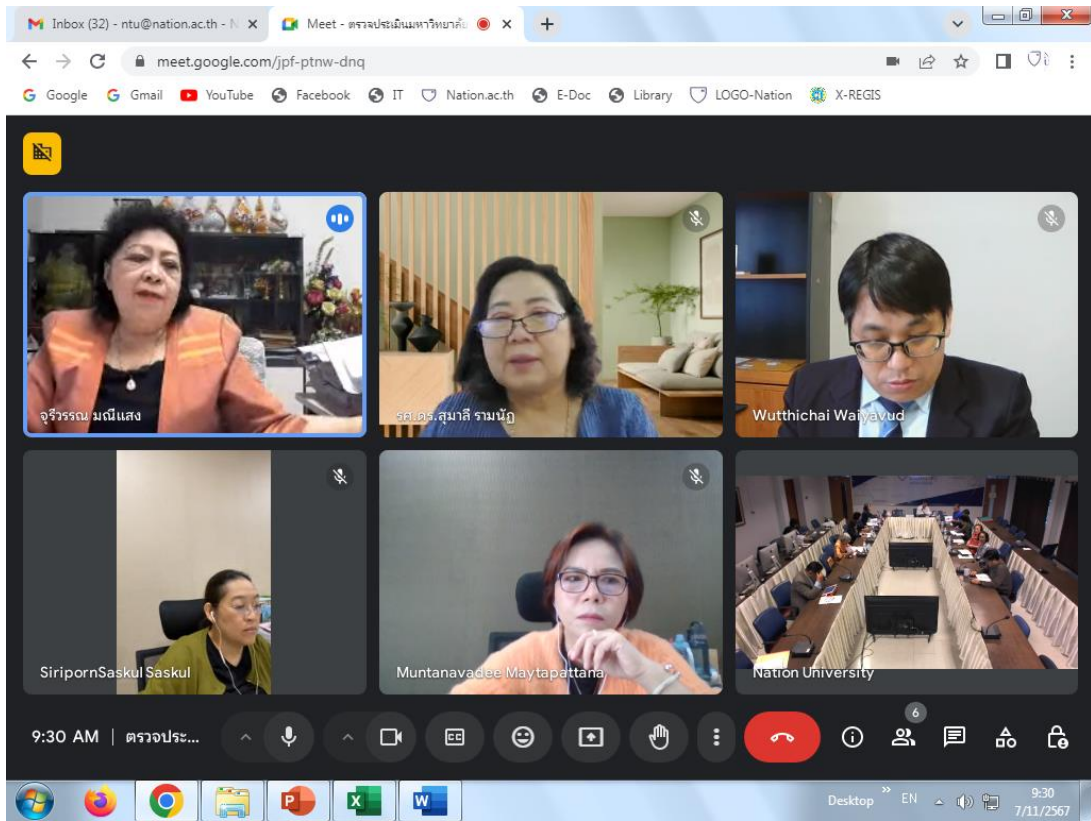 Inbox (32) - ntu@nation.ac.th - N
Meet - ตรวจประเมินมหาวิทยาลัย
meet.google.com/jpf-ptnw-dnq
Google Gmail YouTube Facebook IT Nation.ac.th E-Doc Library LOGO-Nation X-REGIS
จุรีวรรณ มณีแสง
รศ.ดร.สุมาลี รามนัฏ
Wutthichai Waiyavud
SiripornSaskul Saskul
Muntanavadee Maytapattana
Nation University
6
9:30 AM | ตรวจประ...
CC
Desktop EN 9:30
7/11/2567